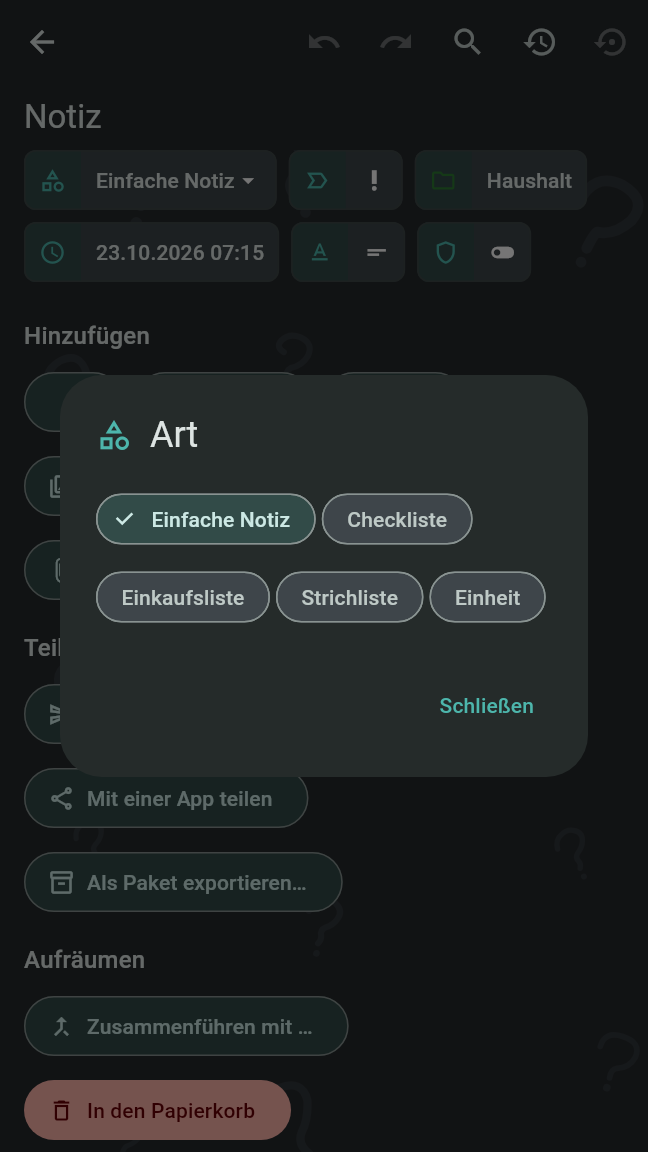 Notiz
Einfache Notiz
Haushalt
23.10.2026 07:15
Hinzufügen
Art
Einfache Notiz Checkliste
Einkaufsliste Strichliste Einheit
Teil
Schließen
Mit einer App teilen
Als Paket exportieren...
Aufräumen
Zusammenführen mit ...
In den Papierkorb